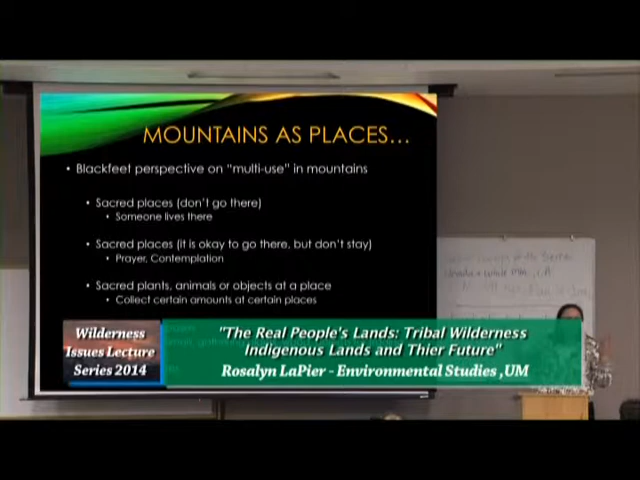 MOUNTAINS AS PLACES...
• Blackfeet perspective on "multi-use" in mountains
• Sacred places (don't go there)
• Someone lives there
• Sacred places (it is okay to go there, but don't stay)
• Prayer, Contemplation
• Sacred plants, animals or objects at a place
• Collect certain amounts at certain places
Wilderness
Issues Lecture
Series 2014
"The Real People's Lands: Tribal Wilderness
Indigenous Lands and Thier Future"
Rosalyn LaPier - Environmental Studies ,UM